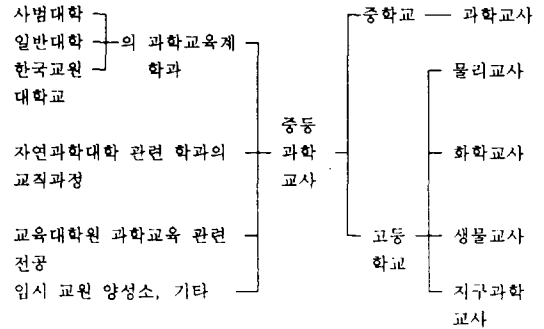 사범대학
일반대학
한국교원
대학교
의 과학교육계
학과
자연과학대학 관련 학과의
교직과정
교육대학원 과학교육 관련
전공
임시 교원 양성소, 기타
중등
과학
교사
중학교
과학교사
고등
학교
물리교사
화학교사
생물교사
지구과학
교사